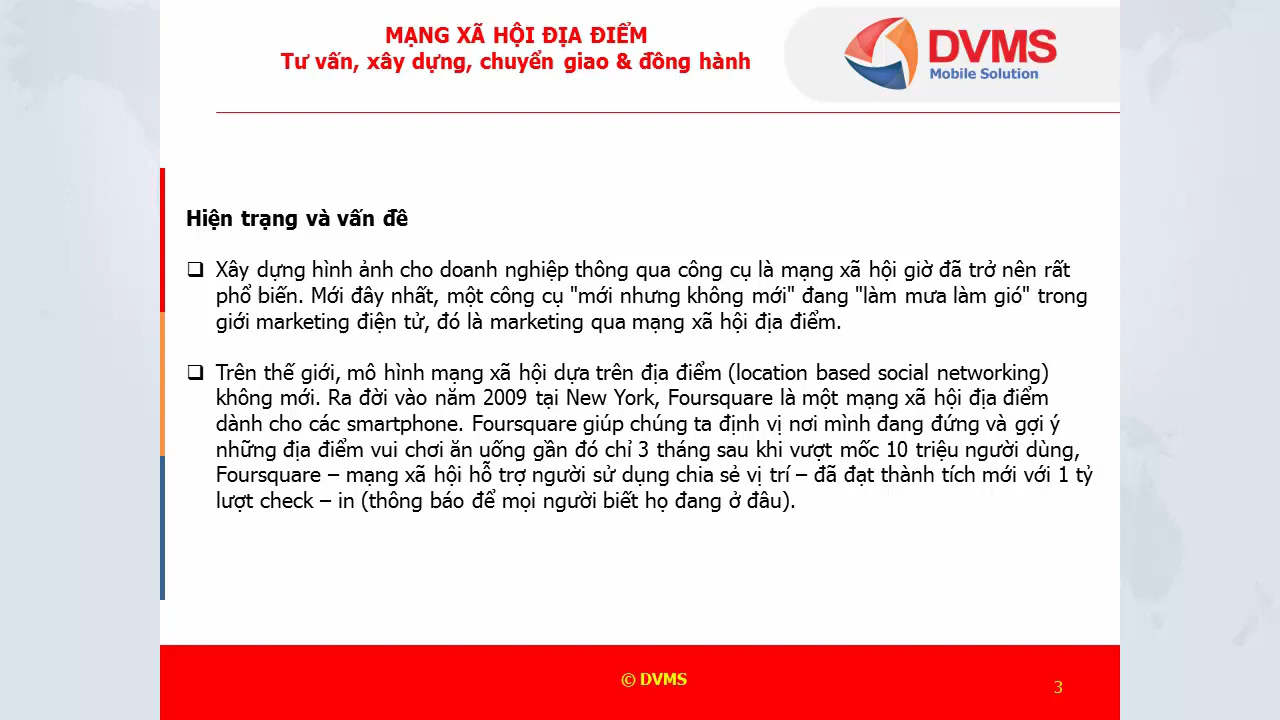 MẠNG XÃ HỘI ĐỊA ĐIỂM
Tư vấn, xây dựng, chuyển giao & đồng hành
DVMS
Mobile Solution
Hiện trạng và vấn đề
❑ Xây dựng hình ảnh cho doanh nghiệp thông qua công cụ là mạng xã hội giờ đã trở nên rất
phổ biến. Mới đây nhất, một công cụ "mới nhưng không mới" đang "làm mưa làm gió" trong
giới marketing điện tử, đó là marketing qua mạng xã hội địa điểm.
❑ Trên thế giới, mô hình mạng xã hội dựa trên địa điểm (location based social networking)
không mới. Ra đời vào năm 2009 tại New York, Foursquare là một mạng xã hội địa điểm
dành cho các smartphone. Foursquare giúp chúng ta định vị nơi mình đang đứng và gợi ý
những địa điểm vui chơi ăn uống gần đó chỉ 3 tháng sau khi vượt mốc 10 triệu người dùng,
Foursquare – mạng xã hội hỗ trợ người sử dụng chia sẻ vị trí – đã đạt thành tích mới với 1 tỷ
lượt check – in (thông báo để mọi người biết họ đang ở đâu).
© DVMS
3